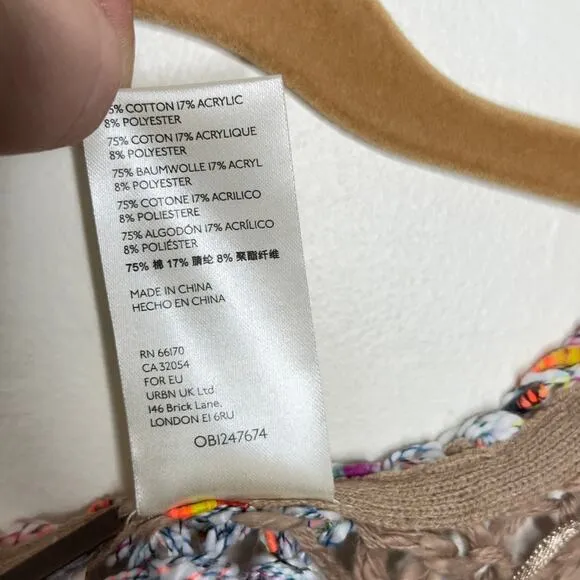 5% COTTON 17% ACRYLIC
8% POLYESTER
75% COTON 17% ACRYLIQUE
8% POLYESTER
75% BAUMWOLLE 17% ACRYL
8% POLYESTER
75% COTONE 17% ACRILICO
8% POLIESTERE
75% ALGODÓN 17% ACRÍLICO
8% POLIÉSTER
75% 棉 17% 腈纶 8% 聚酯纤维
MADE IN CHINA
HECHO EN CHINA
RN 66170
CA 32054
FOR EU
URBN UK Ltd.
146 Brick Lane,
LONDON E1 6RU
OB1247674